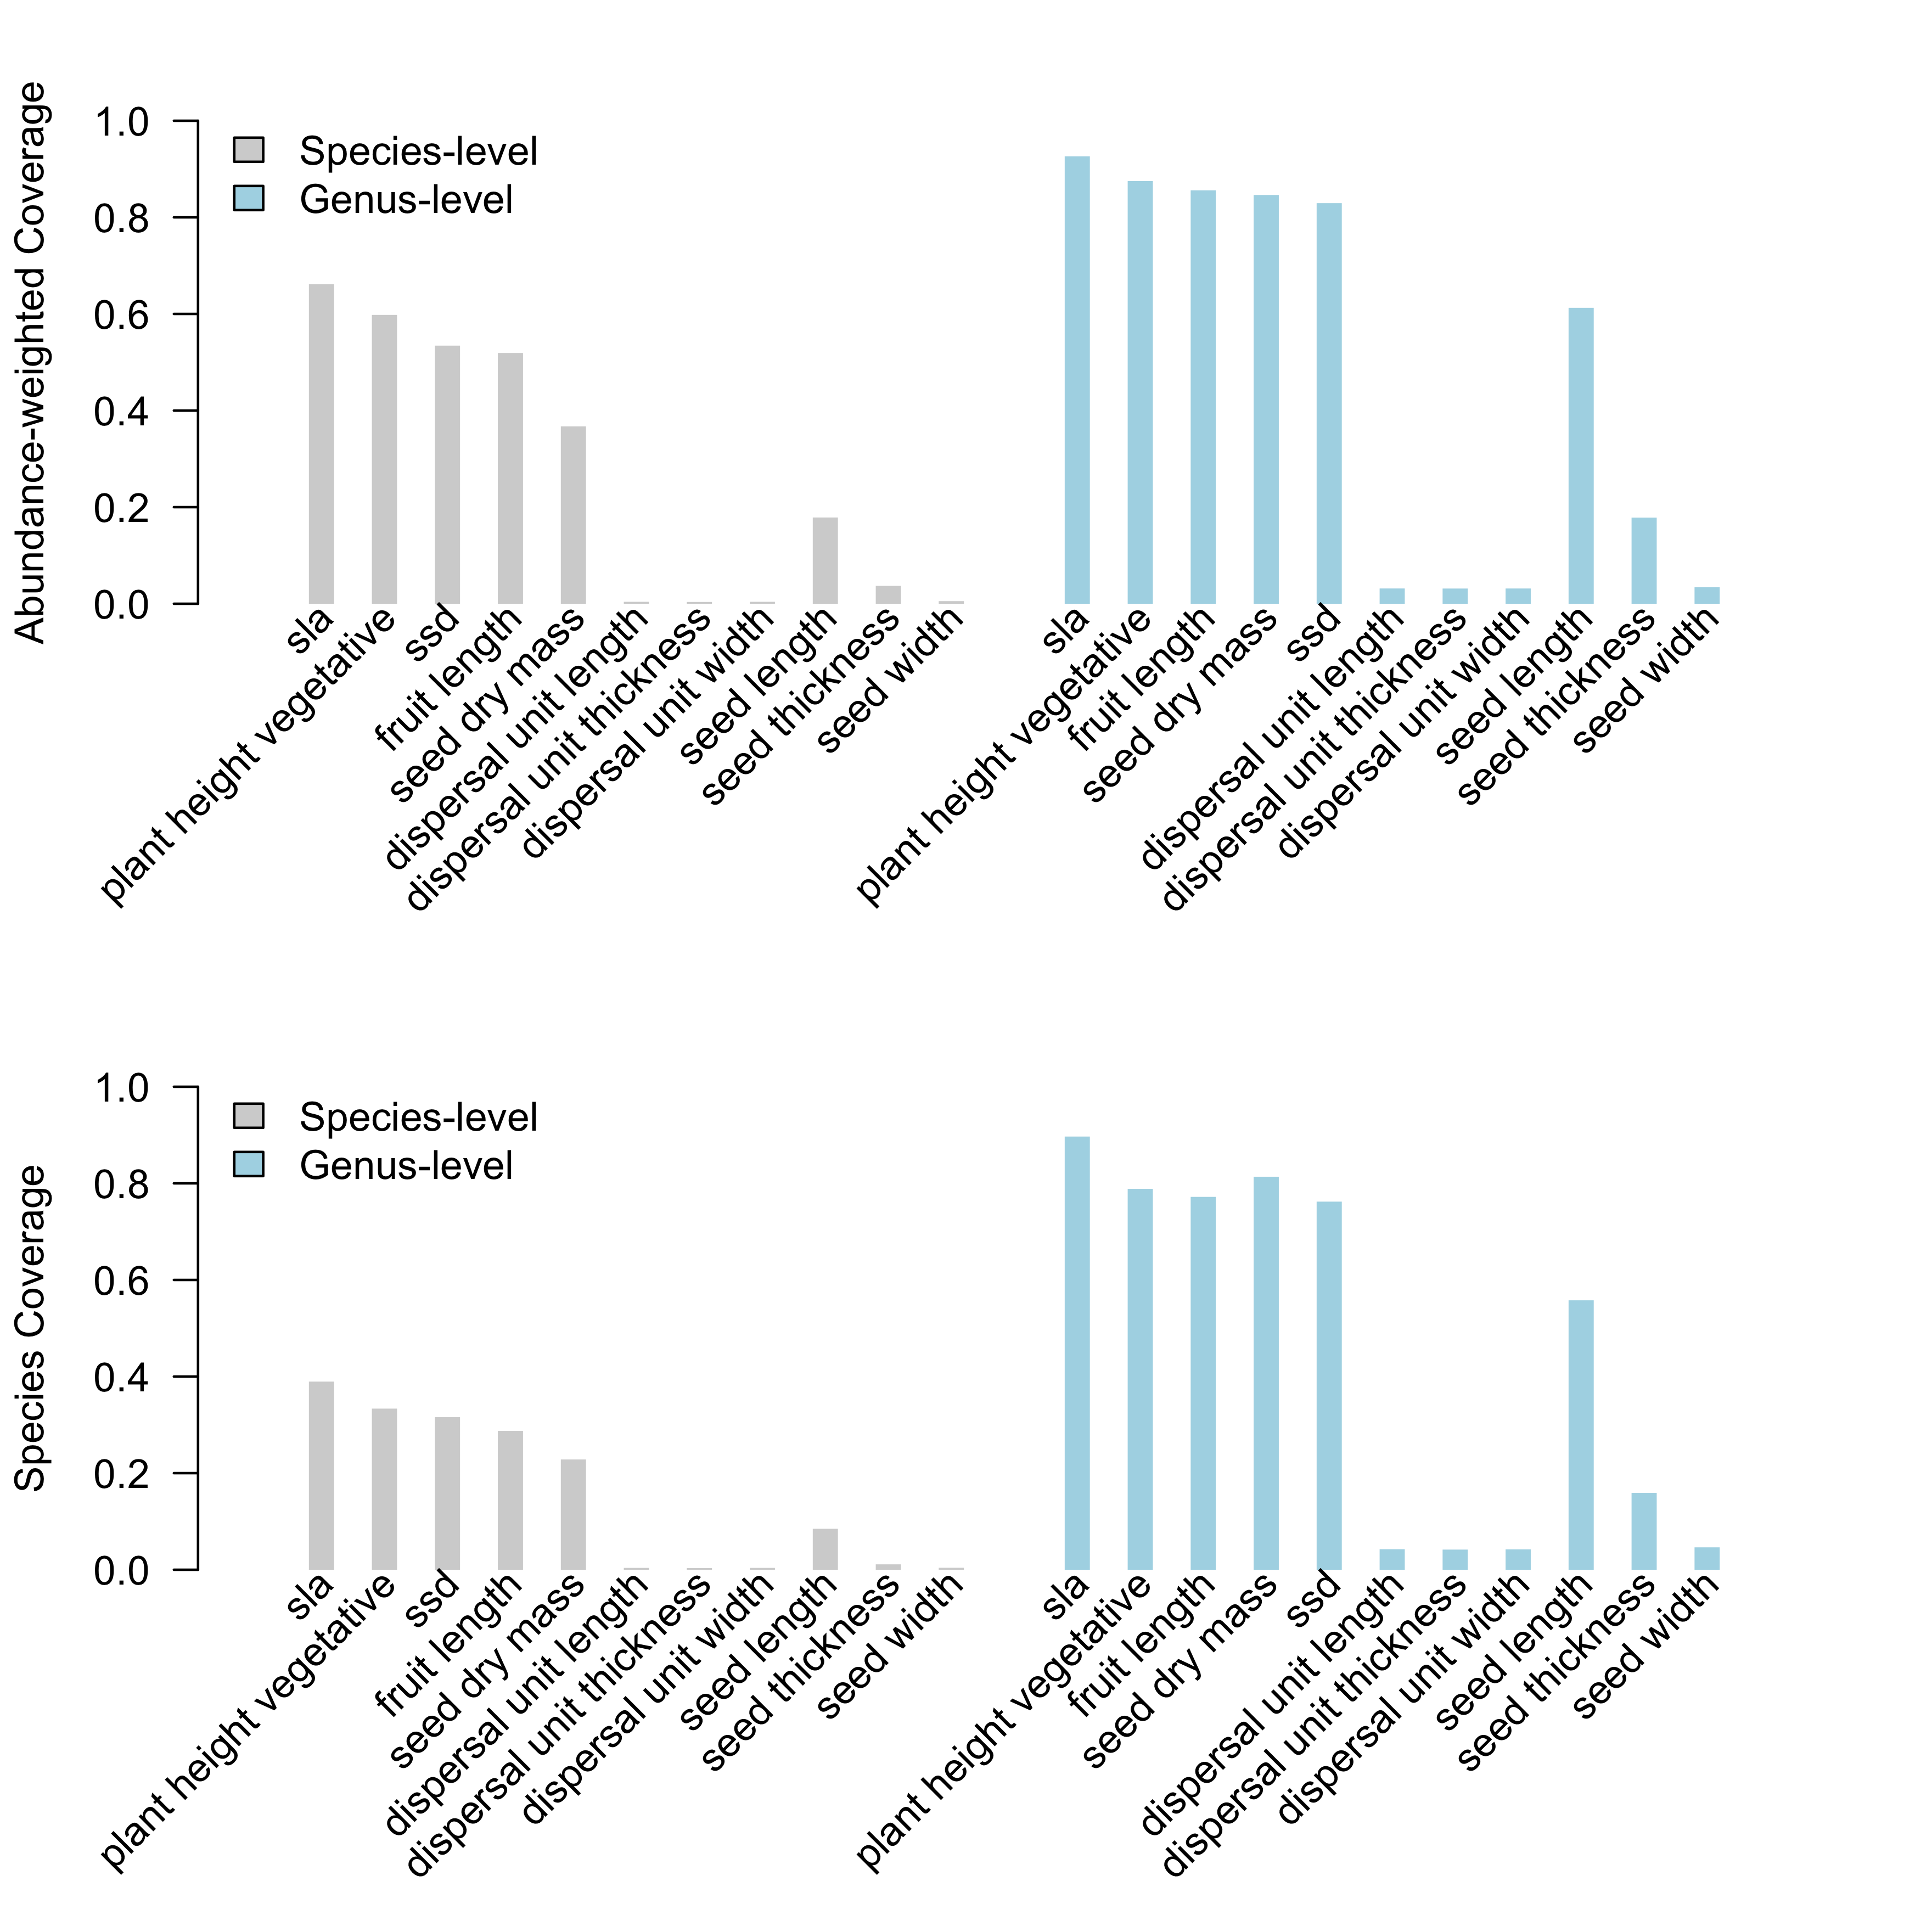 Abundance-weighted Coverage
1.0
0.8
0.6
0.4
0.2
0.0
Species-level
Genus-level
sla
plant height vegetative
ssd
fruit length
seed dry mass
dispersal unit length
dispersal unit thickness
dispersal unit width
seed length
seed thickness
seed width
sla
plant height vegetative
fruit length
seed dry mass
ssd
dispersal unit length
dispersal unit thickness
dispersal unit width
seed length
seed thickness
seed width
Species Coverage
1.0
0.8
0.6
0.4
0.2
0.0
Species-level
Genus-level
sla
plant height vegetative
ssd
fruit length
seed dry mass
dispersal unit length
dispersal unit thickness
dispersal unit width
seed length
seed thickness
seed width
sla
plant height vegetative
fruit length
seed dry mass
ssd
dispersal unit length
dispersal unit thickness
dispersal unit width
seed length
seed thickness
seed width